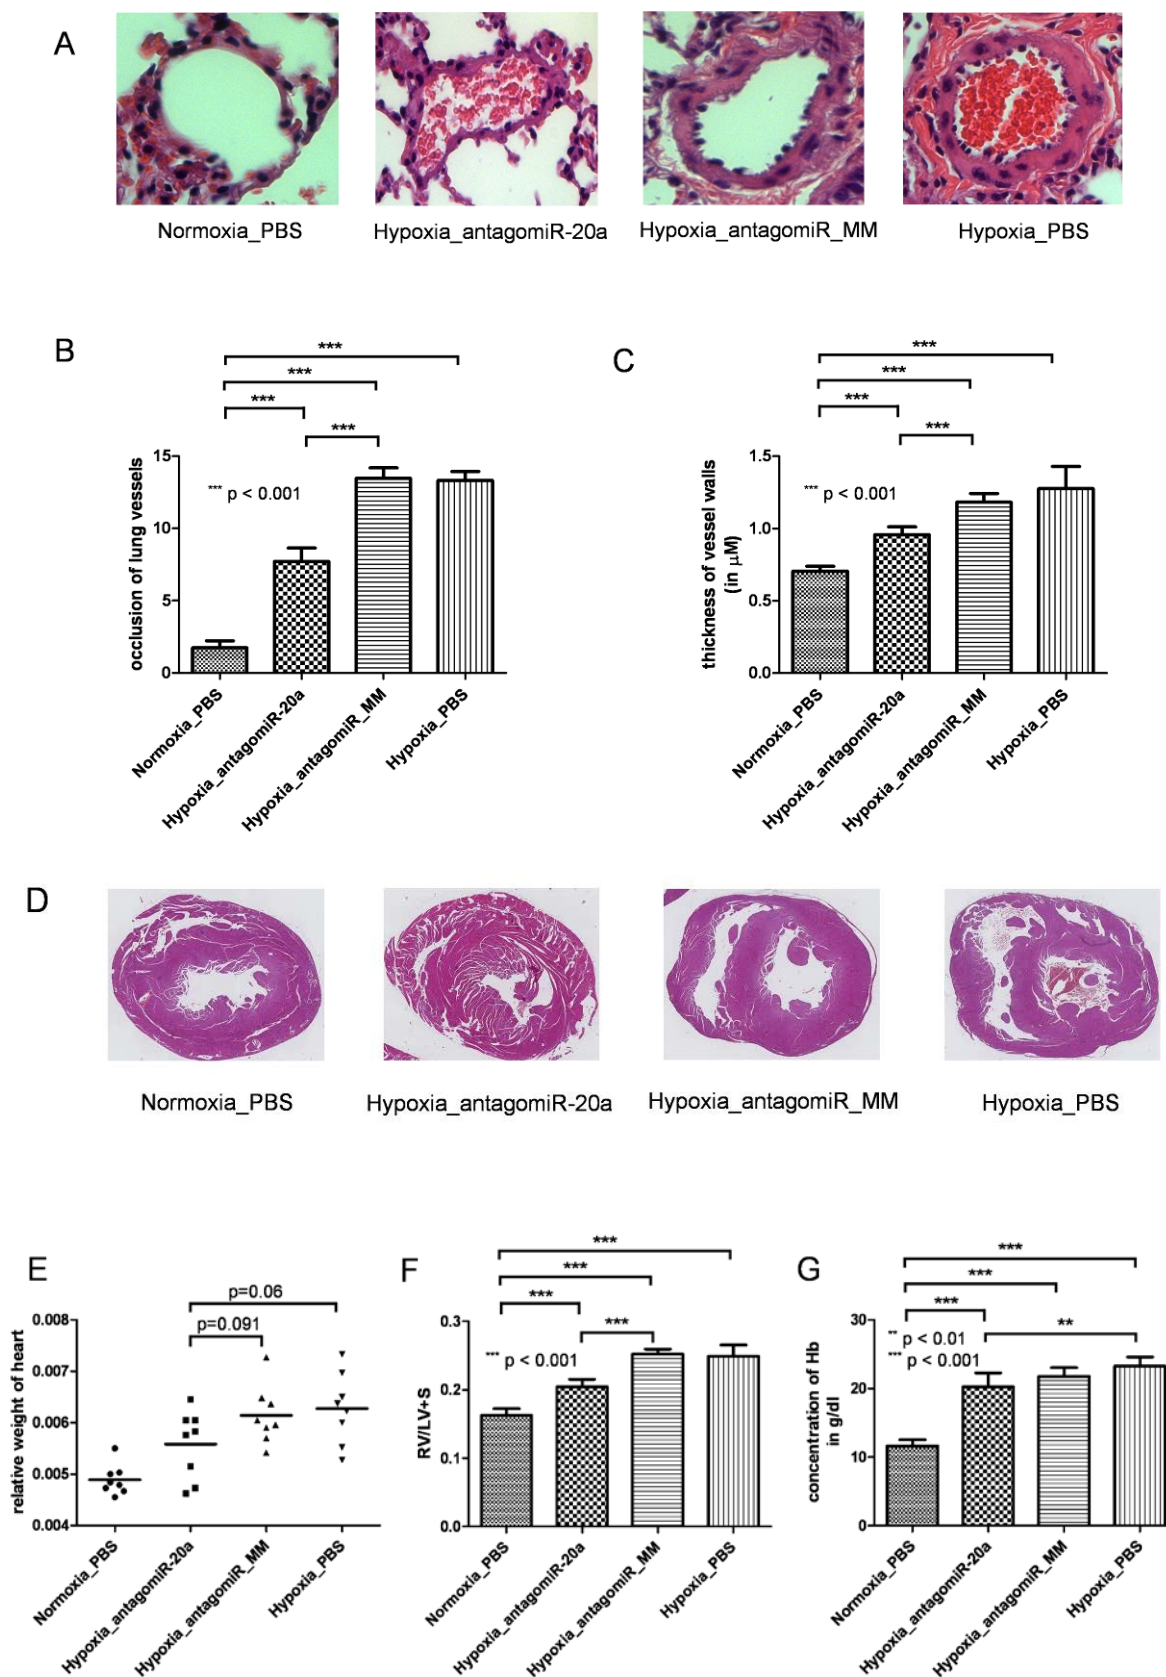 A
Normoxia_PBS
Hypoxia_antagomiR-20a
Hypoxia_antagomiR_MM
Hypoxia_PBS
B
***
***
***
***
*** p < 0.001
occlusion of lung vessels
15
10
5
0
Normoxia_PBS
Hypoxia_antagomiR-20a
Hypoxia_antagomiR_MM
Hypoxia_PBS
C
***
***
***
***
*** p < 0.001
thickness of vessel walls
(in μM)
1.5
1.0
0.5
0.0
Normoxia_PBS
Hypoxia_antagomiR-20a
Hypoxia_antagomiR_MM
Hypoxia_PBS
D
Normoxia_PBS
Hypoxia_antagomiR-20a
Hypoxia_antagomiR_MM
Hypoxia_PBS
E
p=0.06
p=0.091
relative weight of heart
0.008
0.007
0.006
0.005
0.004
Normoxia_PBS
Hypoxia_antagomiR-20a
Hypoxia_antagomiR_MM
Hypoxia_PBS
F
***
***
***
***
*** p < 0.001
RV/LV+S
0.3
0.2
0.1
0.0
Normoxia_PBS
Hypoxia_antagomiR-20a
Hypoxia_antagomiR_MM
Hypoxia_PBS
G
***
***
***
**
** p < 0.01
*** p < 0.001
concentration of Hb
in g/dl
30
20
10
0
Normoxia_PBS
Hypoxia_antagomiR-20a
Hypoxia_antagomiR_MM
Hypoxia_PBS